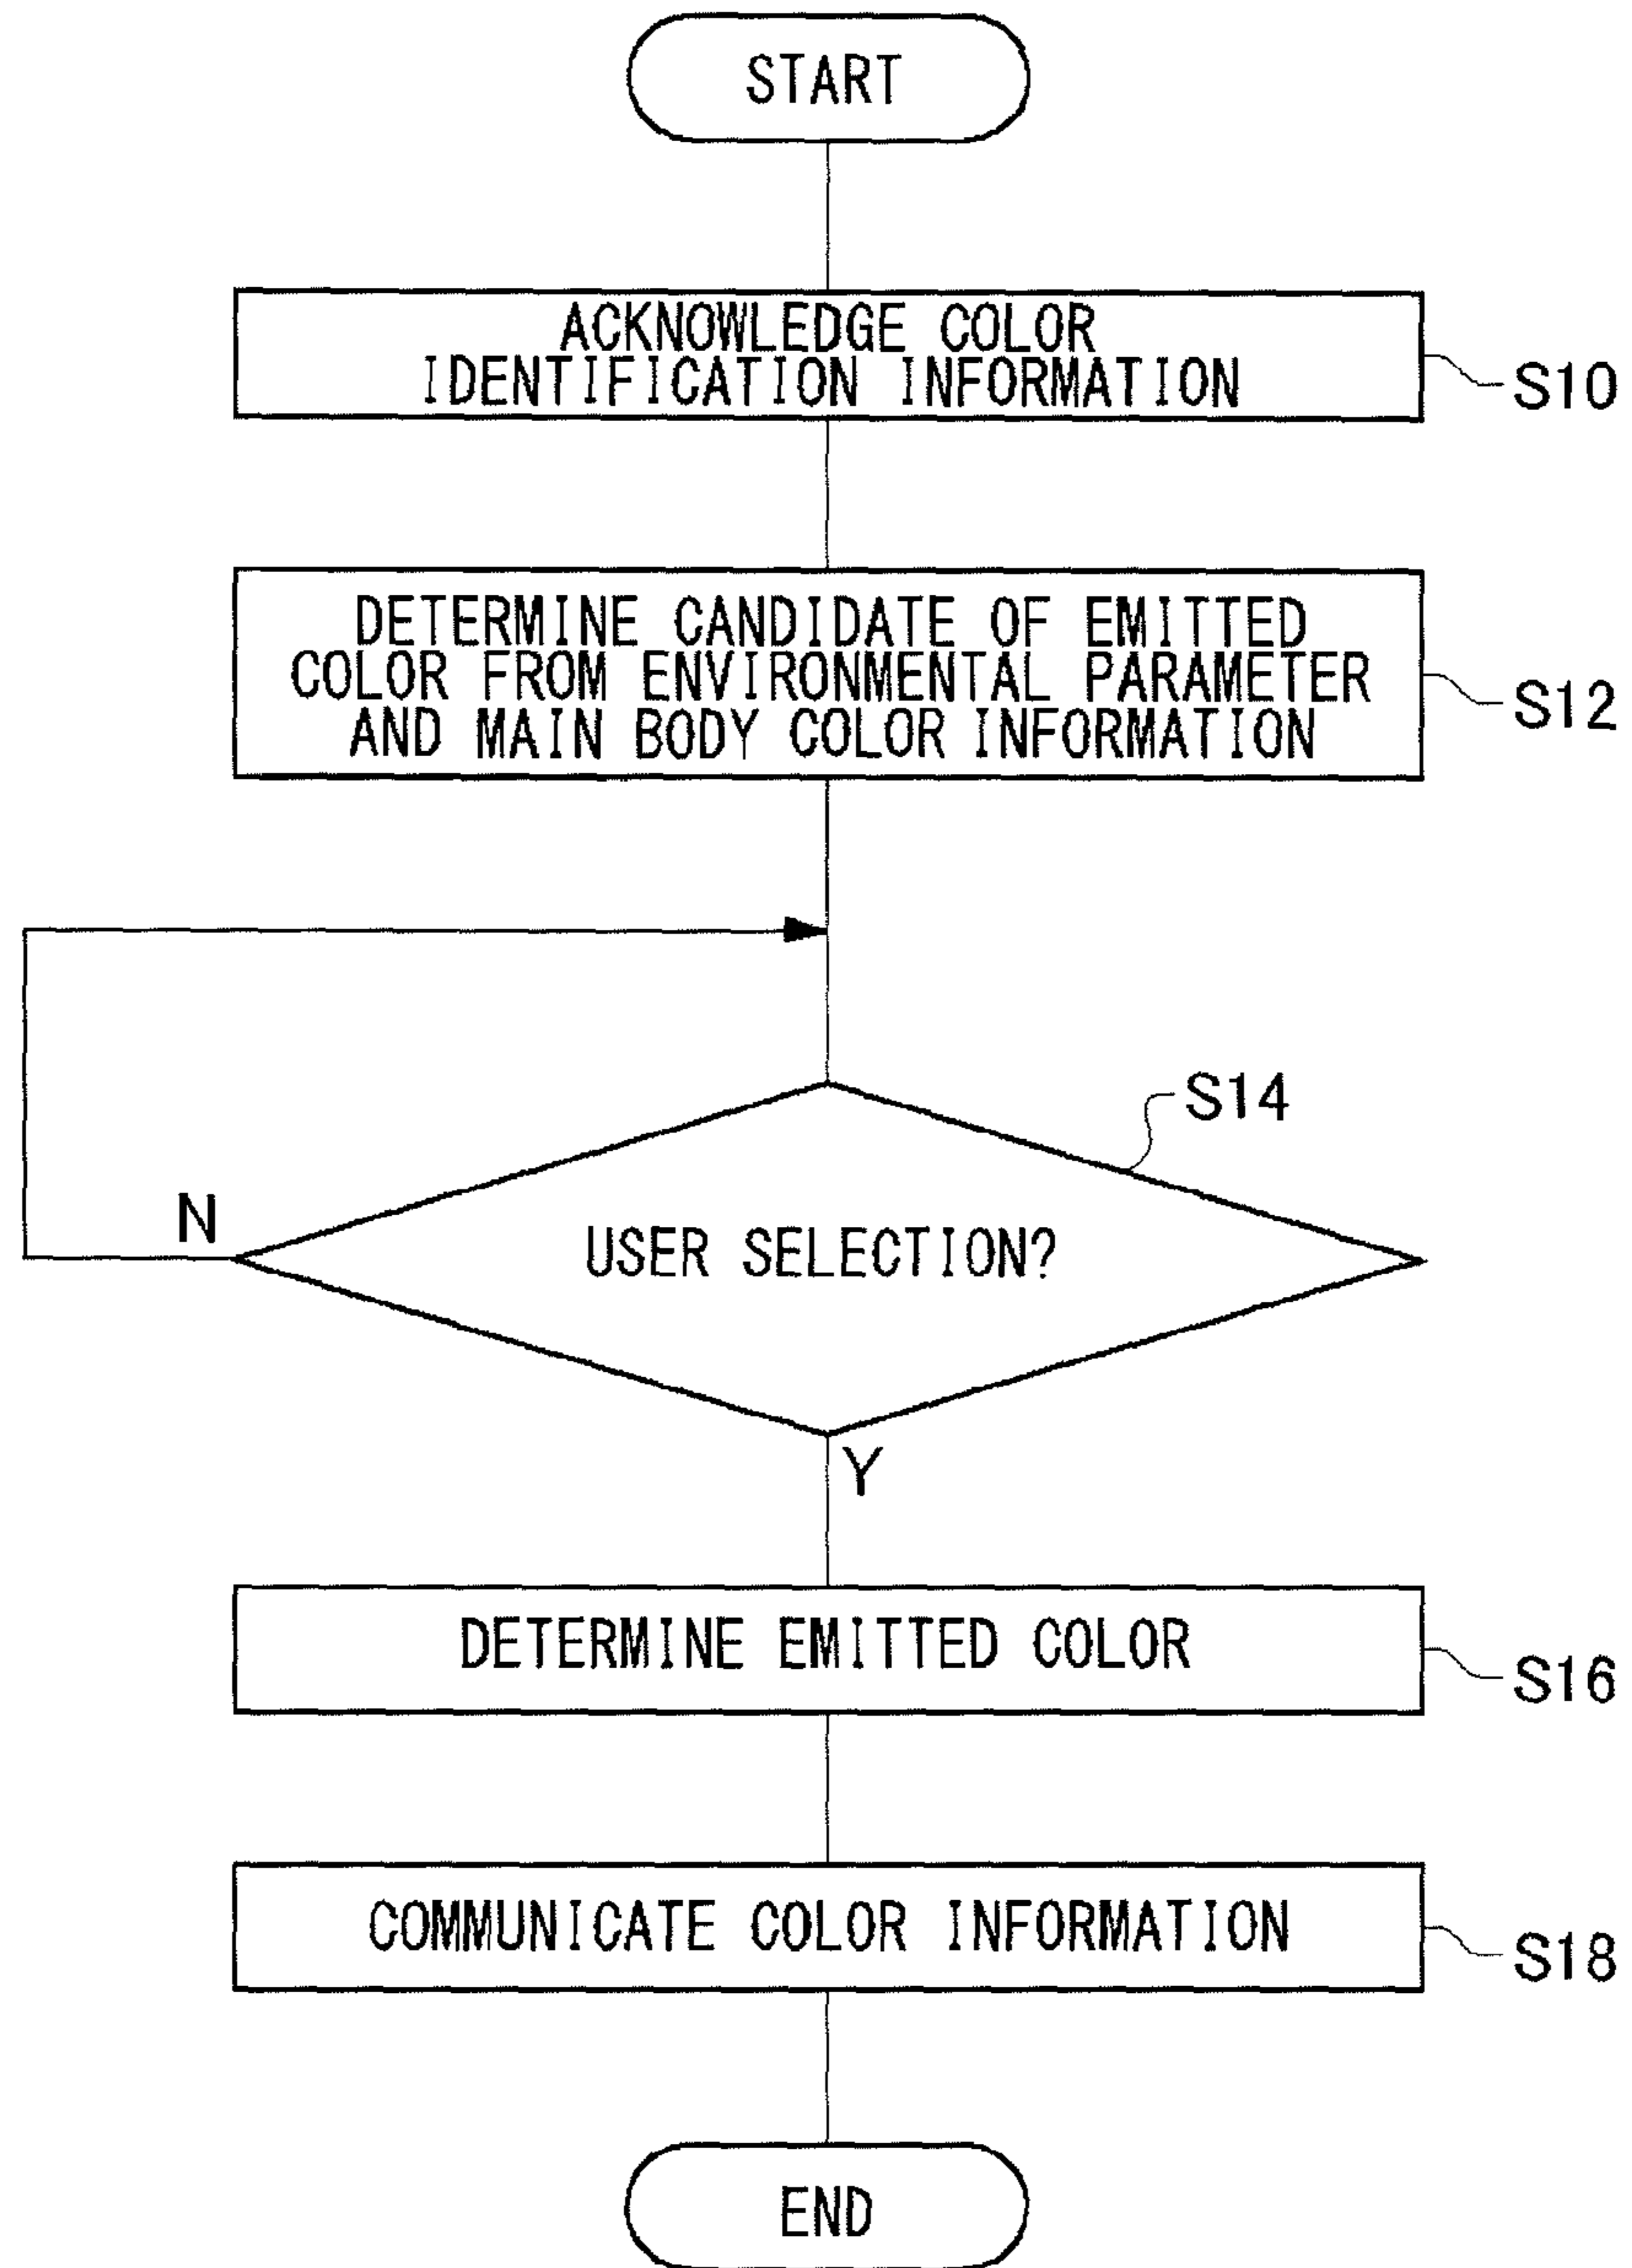 START
ACKNOWLEDGE COLOR
IDENTIFICATION INFORMATION
S10
DETERMINE CANDIDATE OF EMITTED
COLOR FROM ENVIRONMENTAL PARAMETER
AND MAIN BODY COLOR INFORMATION
S12
S14
N
USER SELECTION?
Y
DETERMINE EMITTED COLOR
S16
COMMUNICATE COLOR INFORMATION
S18
END